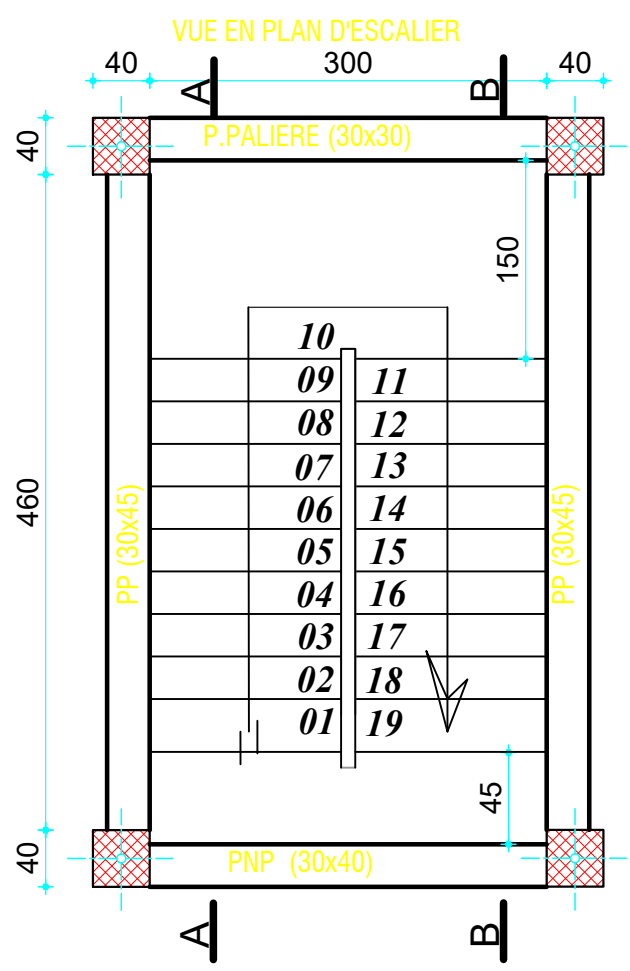 VUE EN PLAN D'ESCALIER
40 300 40
A B
40
P.PALIERE (30x30)
150
10
09 11
08 12
07 13
460
06 14
PP (30x45) PP (30x45)
05 15
04 16
03 17
02 18
01 19
45
40
PNP (30x40)
A B